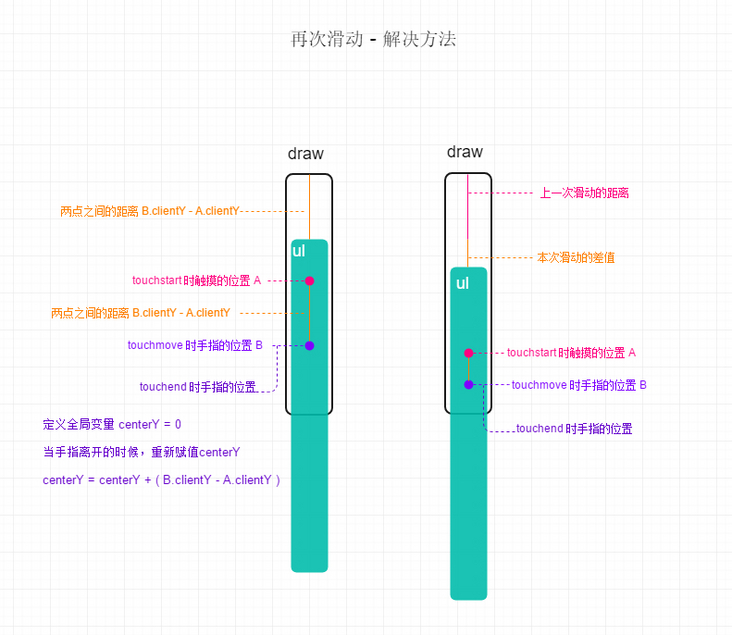 再次滑动 - 解决方法
draw
两点之间的距离 B.clientY - A.clientY
ul
touchstart 时触摸的位置 A
两点之间的距离 B.clientY - A.clientY
touchmove 时手指的位置 B
touchend 时手指的位置
定义全局变量 centerY = 0
当手指离开的时候，重新赋值centerY
centerY = centerY + ( B.clientY - A.clientY )
draw
上一次滑动的距离
本次滑动的差值
ul
touchstart 时触摸的位置 A
touchmove 时手指的位置 B
touchend 时手指的位置